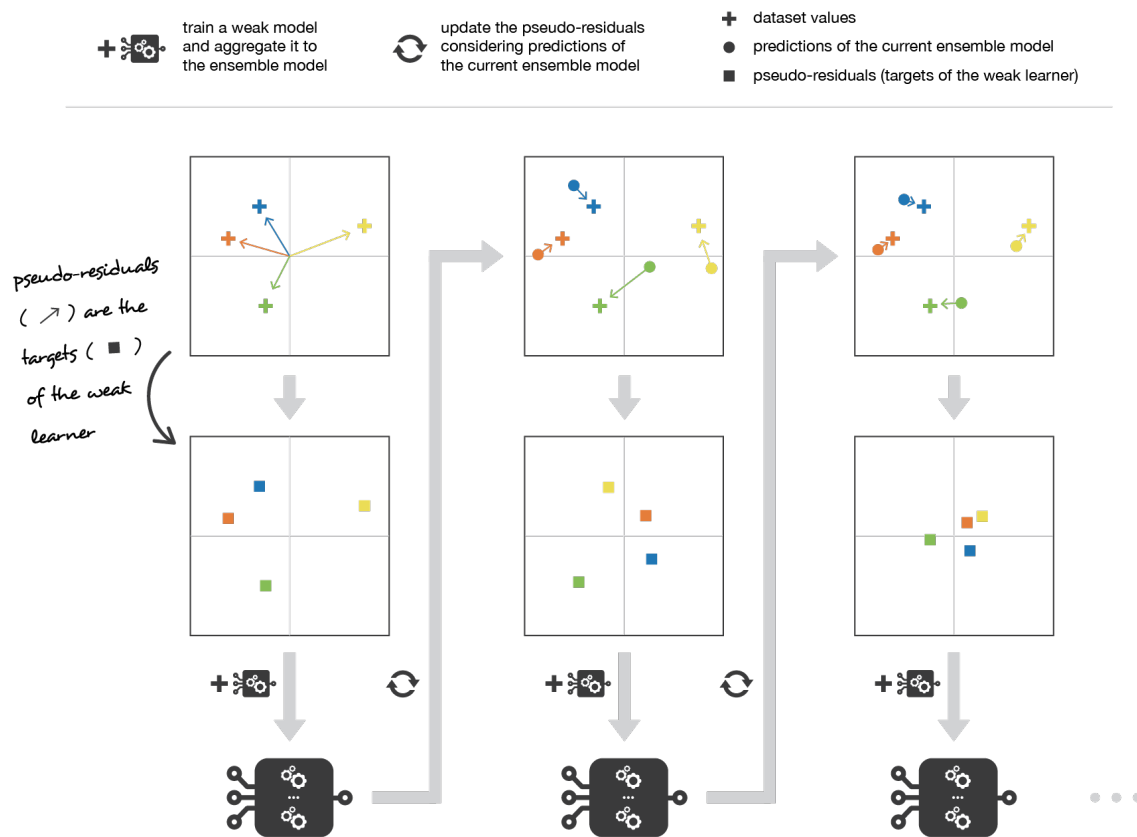 train a weak model
and aggregate it to
the ensemble model
update the pseudo-residuals
considering predictions of
the current ensemble model
dataset values
predictions of the current ensemble model
pseudo-residuals (targets of the weak learner)
pseudo-residuals
( ↗ ) are the
targets ( ■ )
of the weak
learner